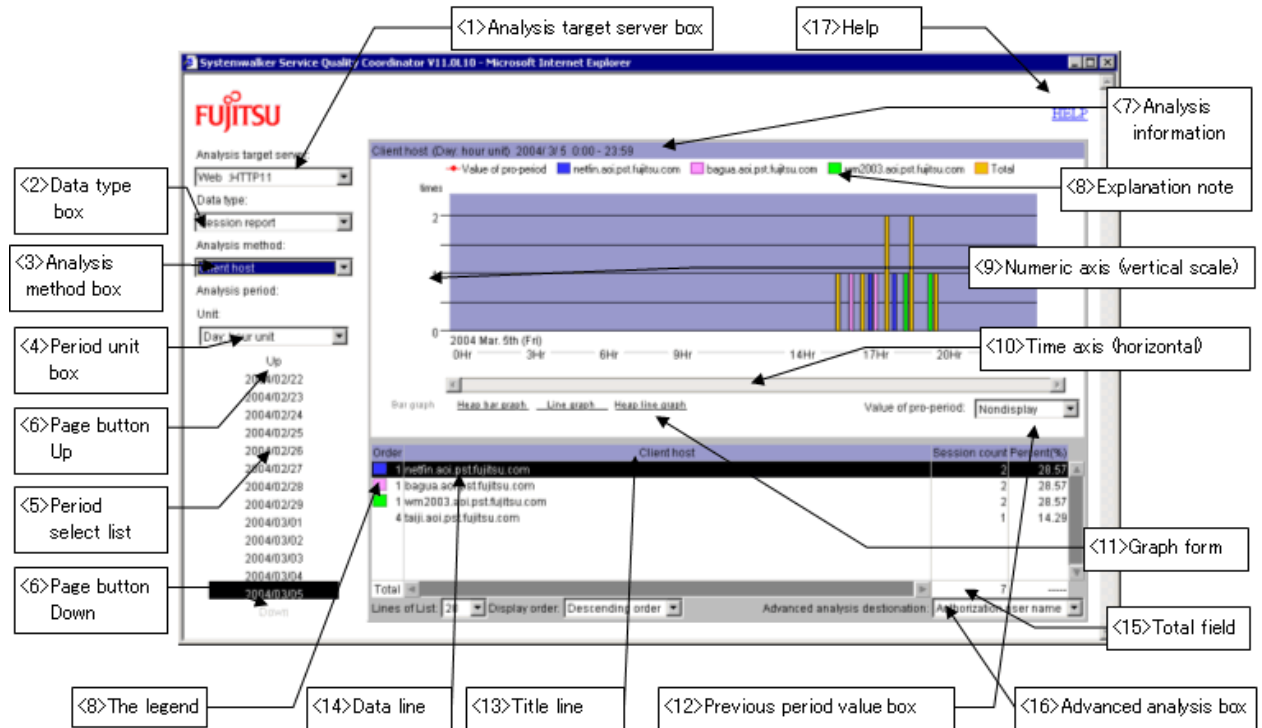 <1>Analysis target server box
<17>Help
Systemwalker Service Quality Coordinator V11.0L10 - Microsoft Internet Explorer
FUJITSU
HELP
<7>Analysis
information
Analysis target server:
Web :HTTP11
Client host (Day: hour unit) 2004/ 3/ 5 0:00 - 23:59
Value of pro-period netfin.aoi.pst.fujitsu.com bagua.aoi.pst.fujitsu.com wm2003.aoi.pst.fujitsu.com Total
<2>Data type
box
Data type:
Session report
<8>Explanation note
times
2
0
<3>Analysis
method box
Analysis method:
Client host
Analysis period:
<9>Numeric axis (vertical scale)
Unit:
Day: hour unit
<4>Period unit
box
2004 Mar. 5th (Fri)
0Hr 3Hr 6Hr 9Hr 14Hr 17Hr 20Hr
<10>Time axis (horizontal)
Up
2004/02/22
2004/02/23
2004/02/24
2004/02/25
2004/02/26
2004/02/27
2004/02/28
2004/02/29
2004/03/01
2004/03/02
2004/03/03
2004/03/04
2004/03/05
Down
<6>Page button
Up
<5>Period
select list
<6>Page button
Down
Bar graph Heap bar graph Line graph Heap line graph
Value of pro-period: Nondisplay
Order Client host Session count Percent(%)
1 netfin.aoi.pst.fujitsu.com 2 28.57
1 bagua.aoi.pst.fujitsu.com 2 28.57
1 wm2003.aoi.pst.fujitsu.com 2 28.57
4 taiji.aoi.pst.fujitsu.com 1 14.29
<11>Graph form
Total 7 -----
Lines of List: 20 Display order: Descending order Advanced analysis destionation: Authorization user name
<15>Total field
<8>The legend
<14>Data line
<13>Title line
<12>Previous period value box
<16>Advanced analysis box